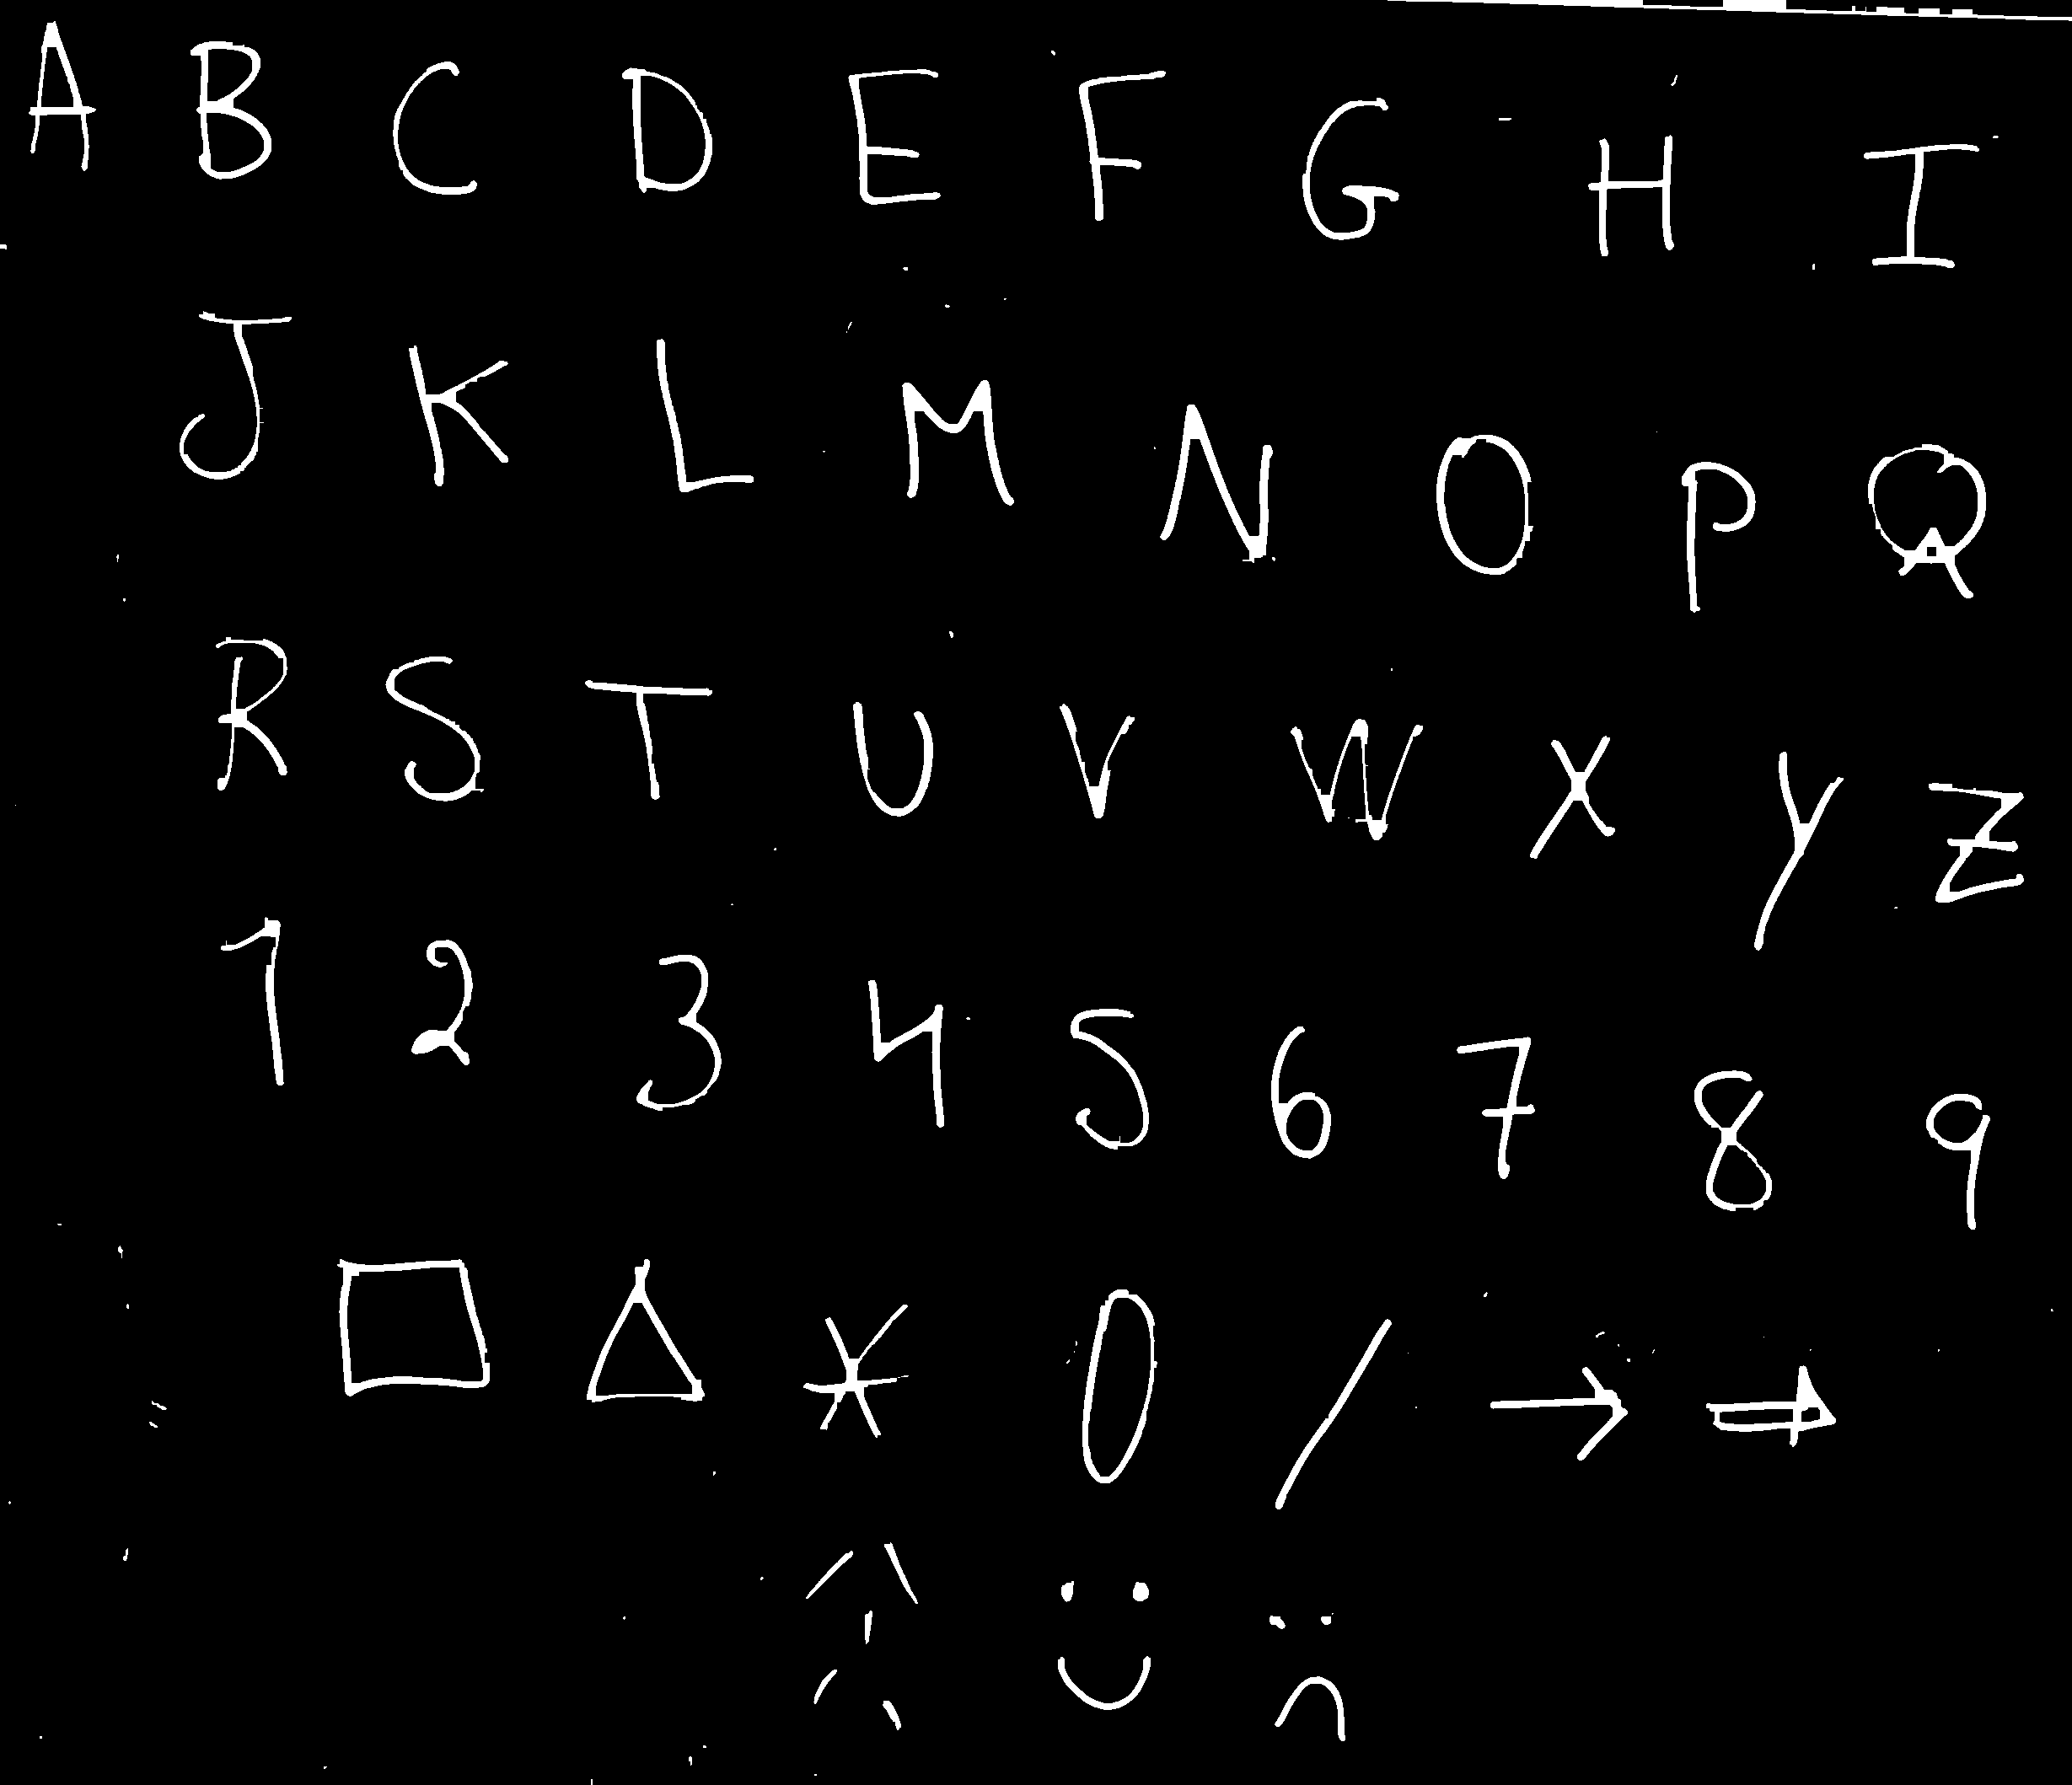 A B C D E F G H I
J K L M N O P Q
R S T U V W X Y Z
1 2 3 4 5 6 7 8 9
□ △ * 0 / → ⇒